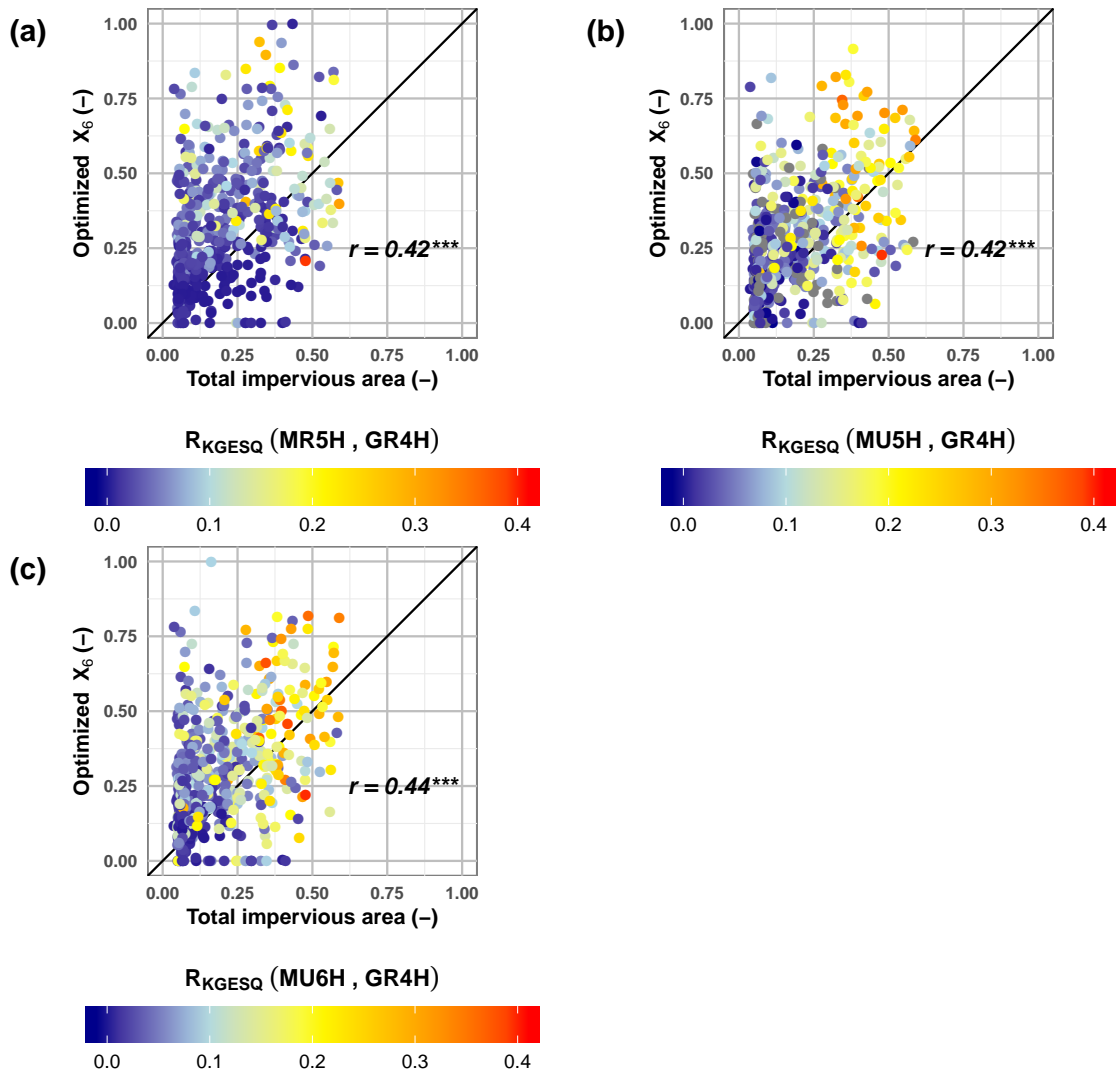 (a)
1.00
0.75
0.50
0.25
0.00
Optimized X₆ (−)
r = 0.42***
0.00 0.25 0.50 0.75 1.00
Total impervious area (−)
R_KGESQ (MR5H , GR4H)
0.0 0.1 0.2 0.3 0.4
(b)
1.00
0.75
0.50
0.25
0.00
Optimized X₆ (−)
r = 0.42***
0.00 0.25 0.50 0.75 1.00
Total impervious area (−)
R_KGESQ (MU5H , GR4H)
0.0 0.1 0.2 0.3 0.4
(c)
1.00
0.75
0.50
0.25
0.00
Optimized X₆ (−)
r = 0.44***
0.00 0.25 0.50 0.75 1.00
Total impervious area (−)
R_KGESQ (MU6H , GR4H)
0.0 0.1 0.2 0.3 0.4